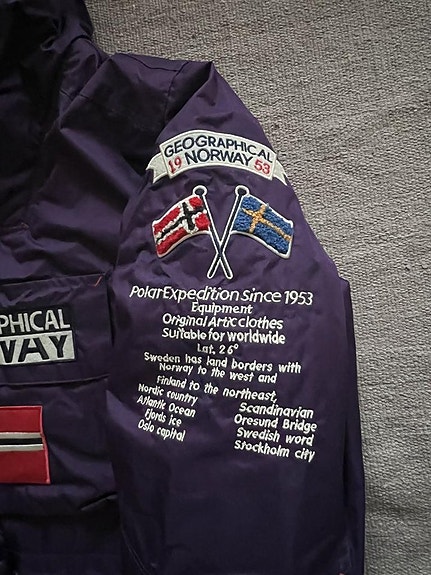 GEOGRAPHICAL
19 NORWAY 53
PolarExpedition since 1953
Equipment
Original Artic clothes
Suitable for worldwide
Lat. 26°
Sweden has land borders with
Norway to the west and
Finland to the northeast,
Nordic country
Atlantic Ocean
Fjords ice
Oslo capital
Scandinavian
Oresund Bridge
Swedish word
Stockholm city
PHICAL
WAY